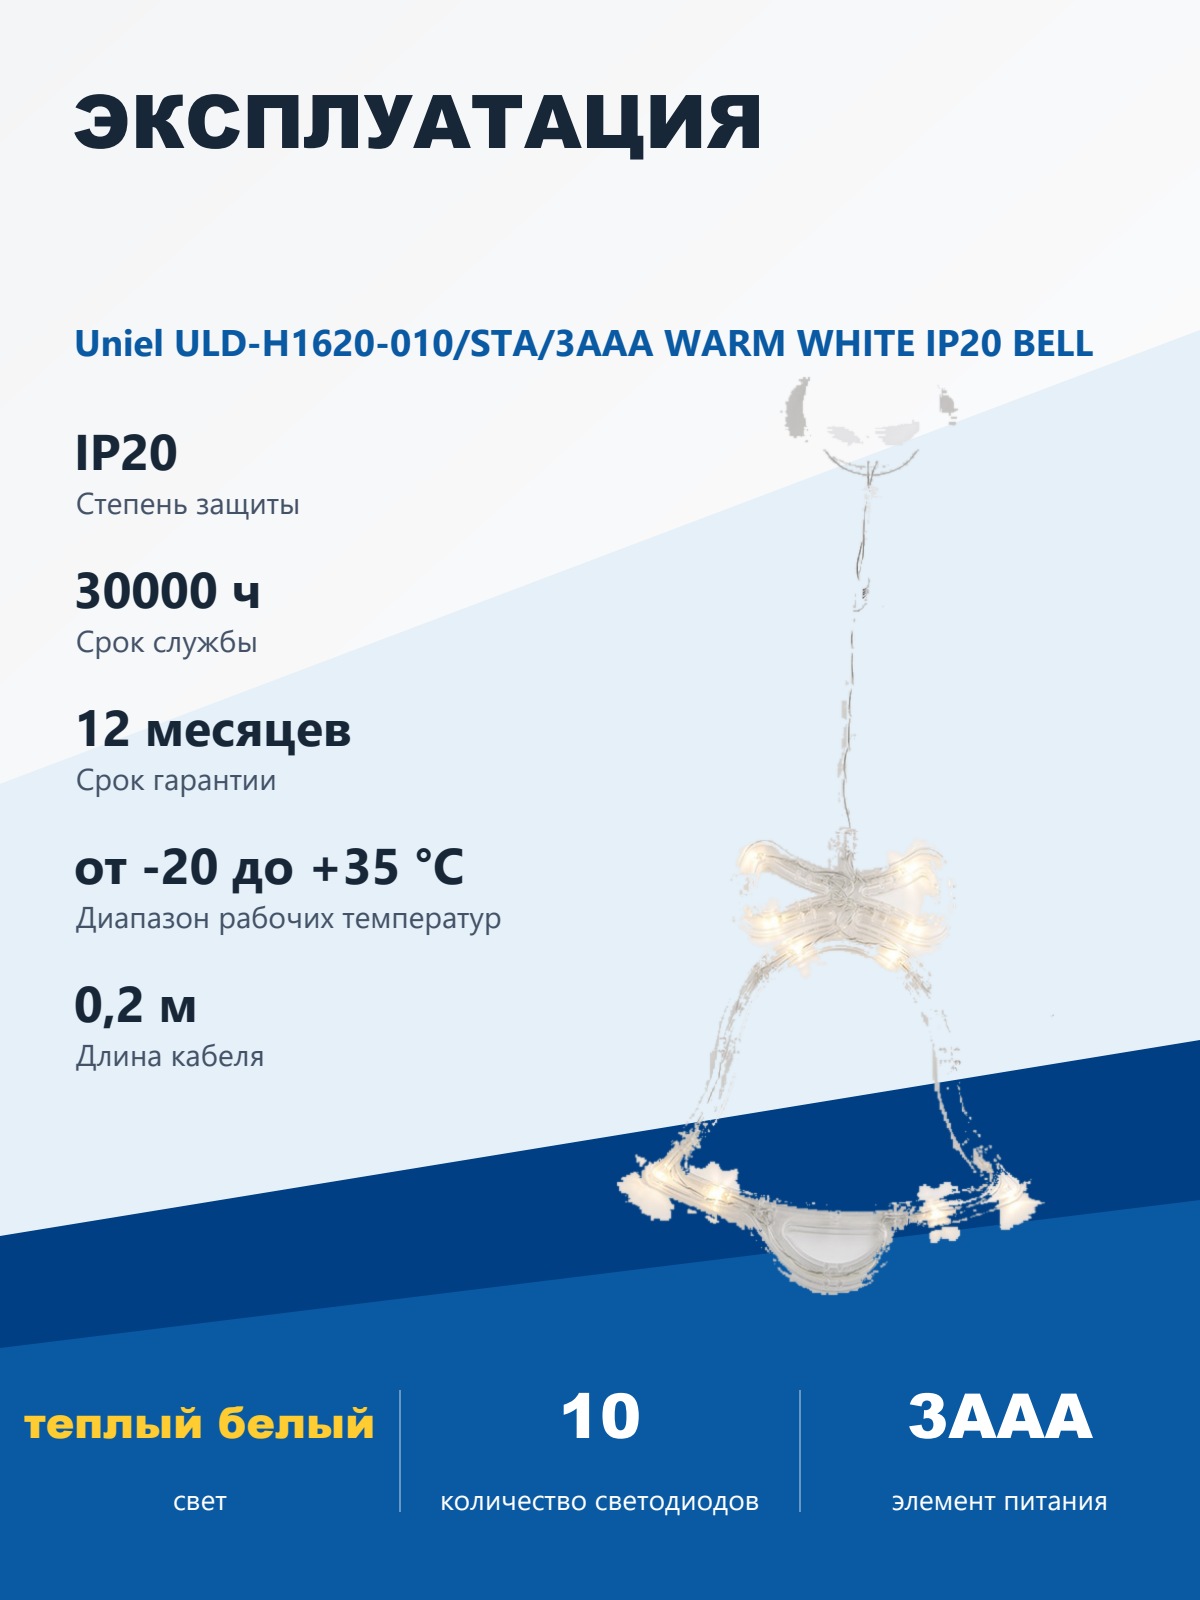 ЭКСПЛУАТАЦИЯ
Uniel ULD-H1620-010/STA/3AAA WARM WHITE IP20 BELL
IP20
Степень защиты
30000 ч
Срок службы
12 месяцев
Срок гарантии
от -20 до +35 °C
Диапазон рабочих температур
0,2 м
Длина кабеля
теплый белый
свет
10
количество светодиодов
3AAA
элемент питания